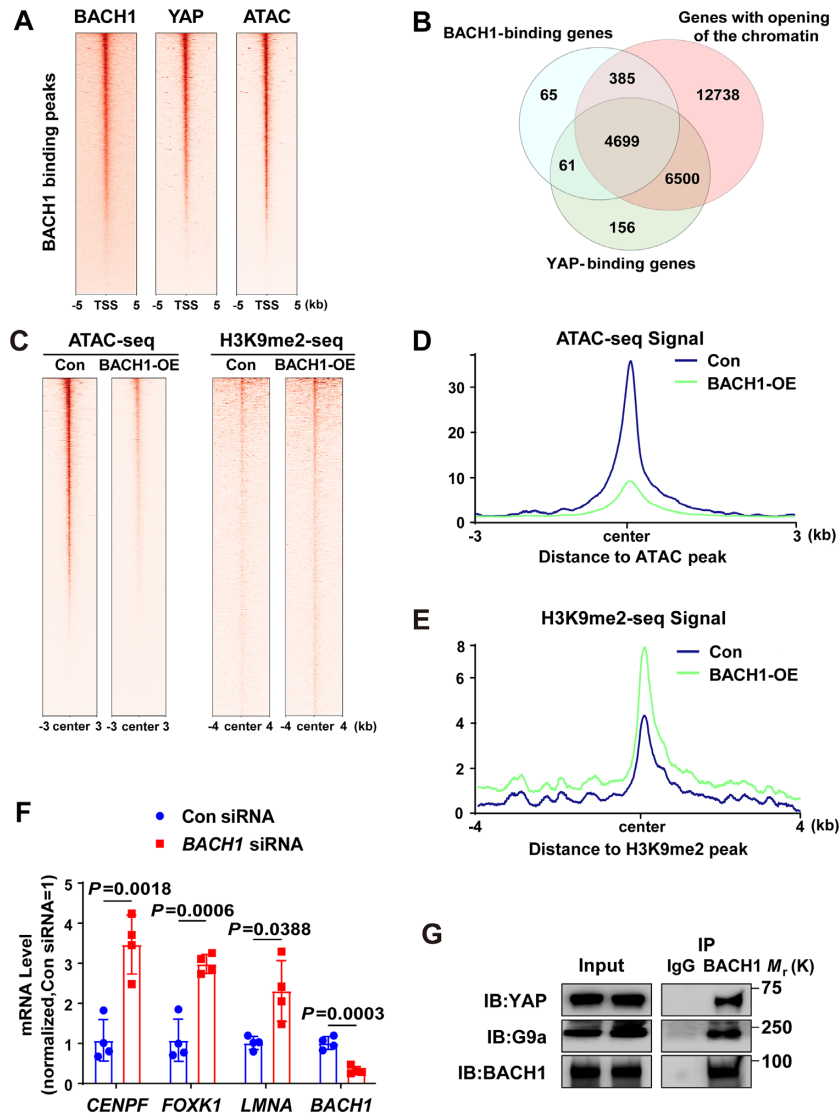 A
BACH1 YAP ATAC
BACH1 binding peaks
-5 TSS 5 -5 TSS 5 -5 TSS 5 (kb)
B
BACH1-binding genes
Genes with opening
of the chromatin
65
385
12738
4699
61
6500
156
YAP-binding genes
C
ATAC-seq H3K9me2-seq
Con BACH1-OE Con BACH1-OE
-3 center 3 -3 center 3 -4 center 4 -4 center 4 (kb)
D
ATAC-seq Signal
Con
BACH1-OE
30
20
10
0
-3 center 3 (kb)
Distance to ATAC peak
E
H3K9me2-seq Signal
Con
BACH1-OE
8
6
4
2
0
-4 center 4 (kb)
Distance to H3K9me2 peak
F
Con siRNA
BACH1 siRNA
mRNA Level
(normalized,Con siRNA=1)
5
4
3
2
1
0
P=0.0018
P=0.0006
P=0.0388
P=0.0003
CENPF FOXK1 LMNA BACH1
G
IP
Input IgG BACH1 Mr (K)
IB:YAP 75
IB:G9a 250
IB:BACH1 100